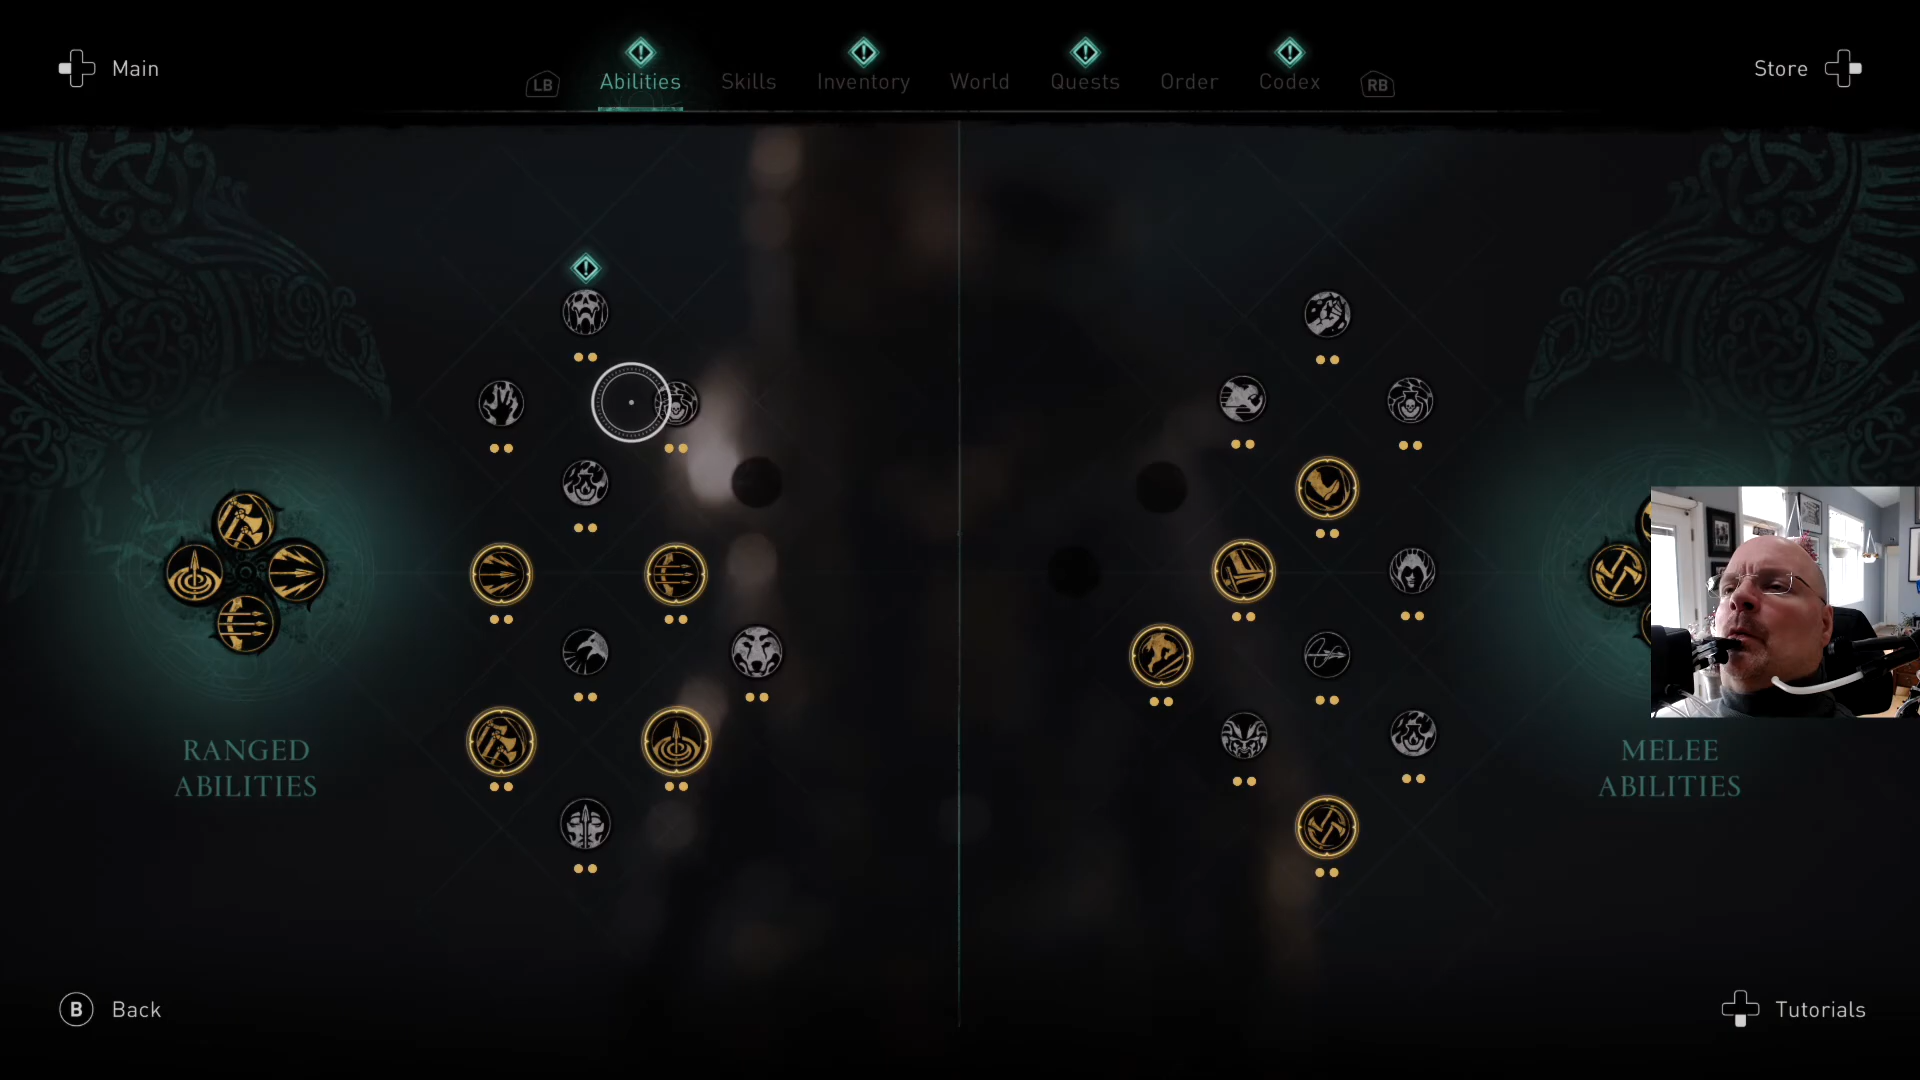 Main
LB
Abilities
Skills
Inventory
World
Quests
Order
Codex
RB
Store
RANGED
ABILITIES
MELEE
ABILITIES
B Back
Tutorials